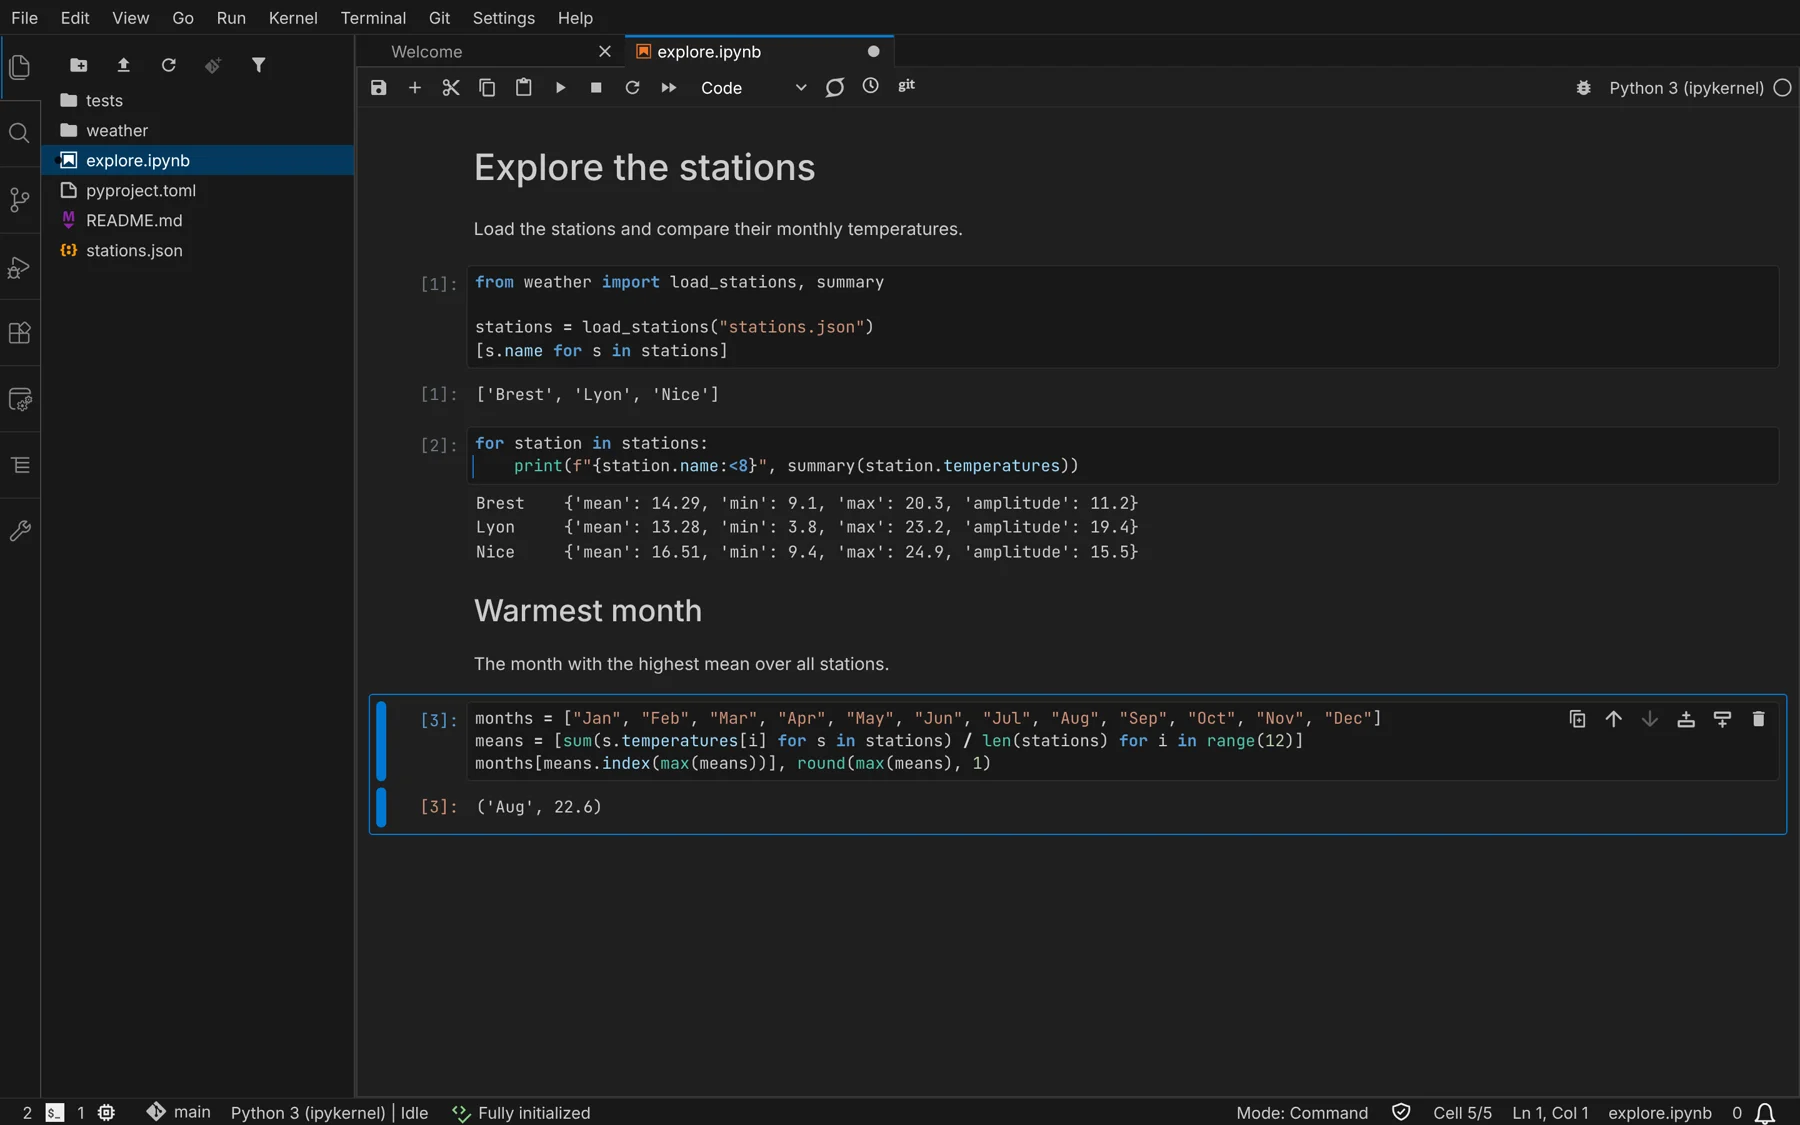 File Edit View Go Run Kernel Terminal Git Settings Help
Welcome
explore.ipynb
Code
git
Python 3 (ipykernel)
tests
weather
explore.ipynb
pyproject.toml
README.md
stations.json
Explore the stations
Load the stations and compare their monthly temperatures.
[1]: from weather import load_stations, summary
stations = load_stations("stations.json")
[s.name for s in stations]
[1]: ['Brest', 'Lyon', 'Nice']
[2]: for station in stations:
print(f"{station.name:<8}", summary(station.temperatures))
Brest {'mean': 14.29, 'min': 9.1, 'max': 20.3, 'amplitude': 11.2}
Lyon {'mean': 13.28, 'min': 3.8, 'max': 23.2, 'amplitude': 19.4}
Nice {'mean': 16.51, 'min': 9.4, 'max': 24.9, 'amplitude': 15.5}
Warmest month
The month with the highest mean over all stations.
[3]: months = ["Jan", "Feb", "Mar", "Apr", "May", "Jun", "Jul", "Aug", "Sep", "Oct", "Nov", "Dec"]
means = [sum(s.temperatures[i] for s in stations) / len(stations) for i in range(12)]
months[means.index(max(means))], round(max(means), 1)
[3]: ('Aug', 22.6)
2 1 main Python 3 (ipykernel) | Idle Fully initialized Mode: Command Cell 5/5 Ln 1, Col 1 explore.ipynb 0